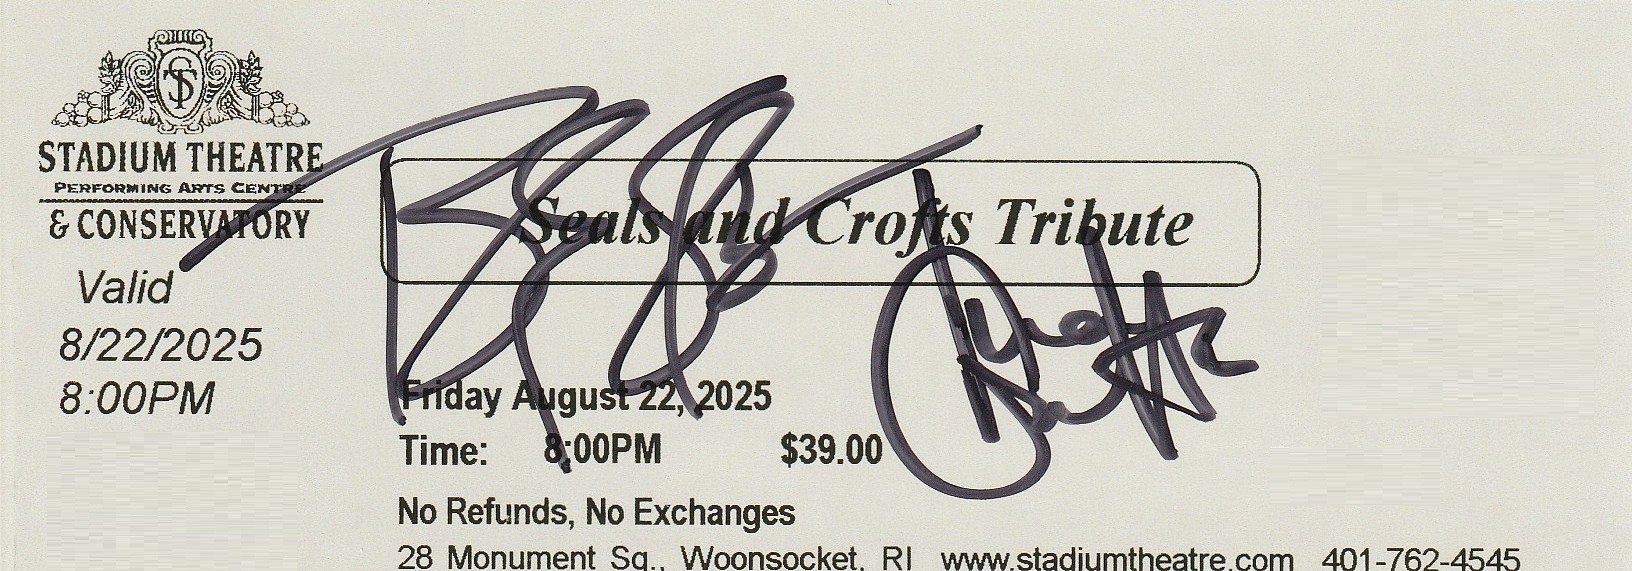 STADIUM THEATRE
PERFORMING ARTS CENTRE
& CONSERVATORY
Valid
8/22/2025
8:00PM
Seals and Crofts Tribute
Friday August 22, 2025
Time: 8:00PM $39.00
No Refunds, No Exchanges
28 Monument Sq., Woonsocket, RI www.stadiumtheatre.com 401-762-4545